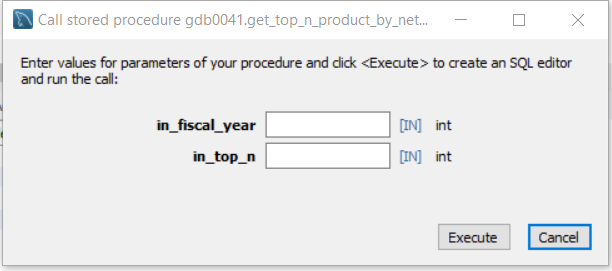 Call stored procedure gdb0041.get_top_n_product_by_net...
Enter values for parameters of your procedure and click <Execute> to create an SQL editor
and run the call:
in_fiscal_year [IN] int
in_top_n [IN] int
Execute Cancel